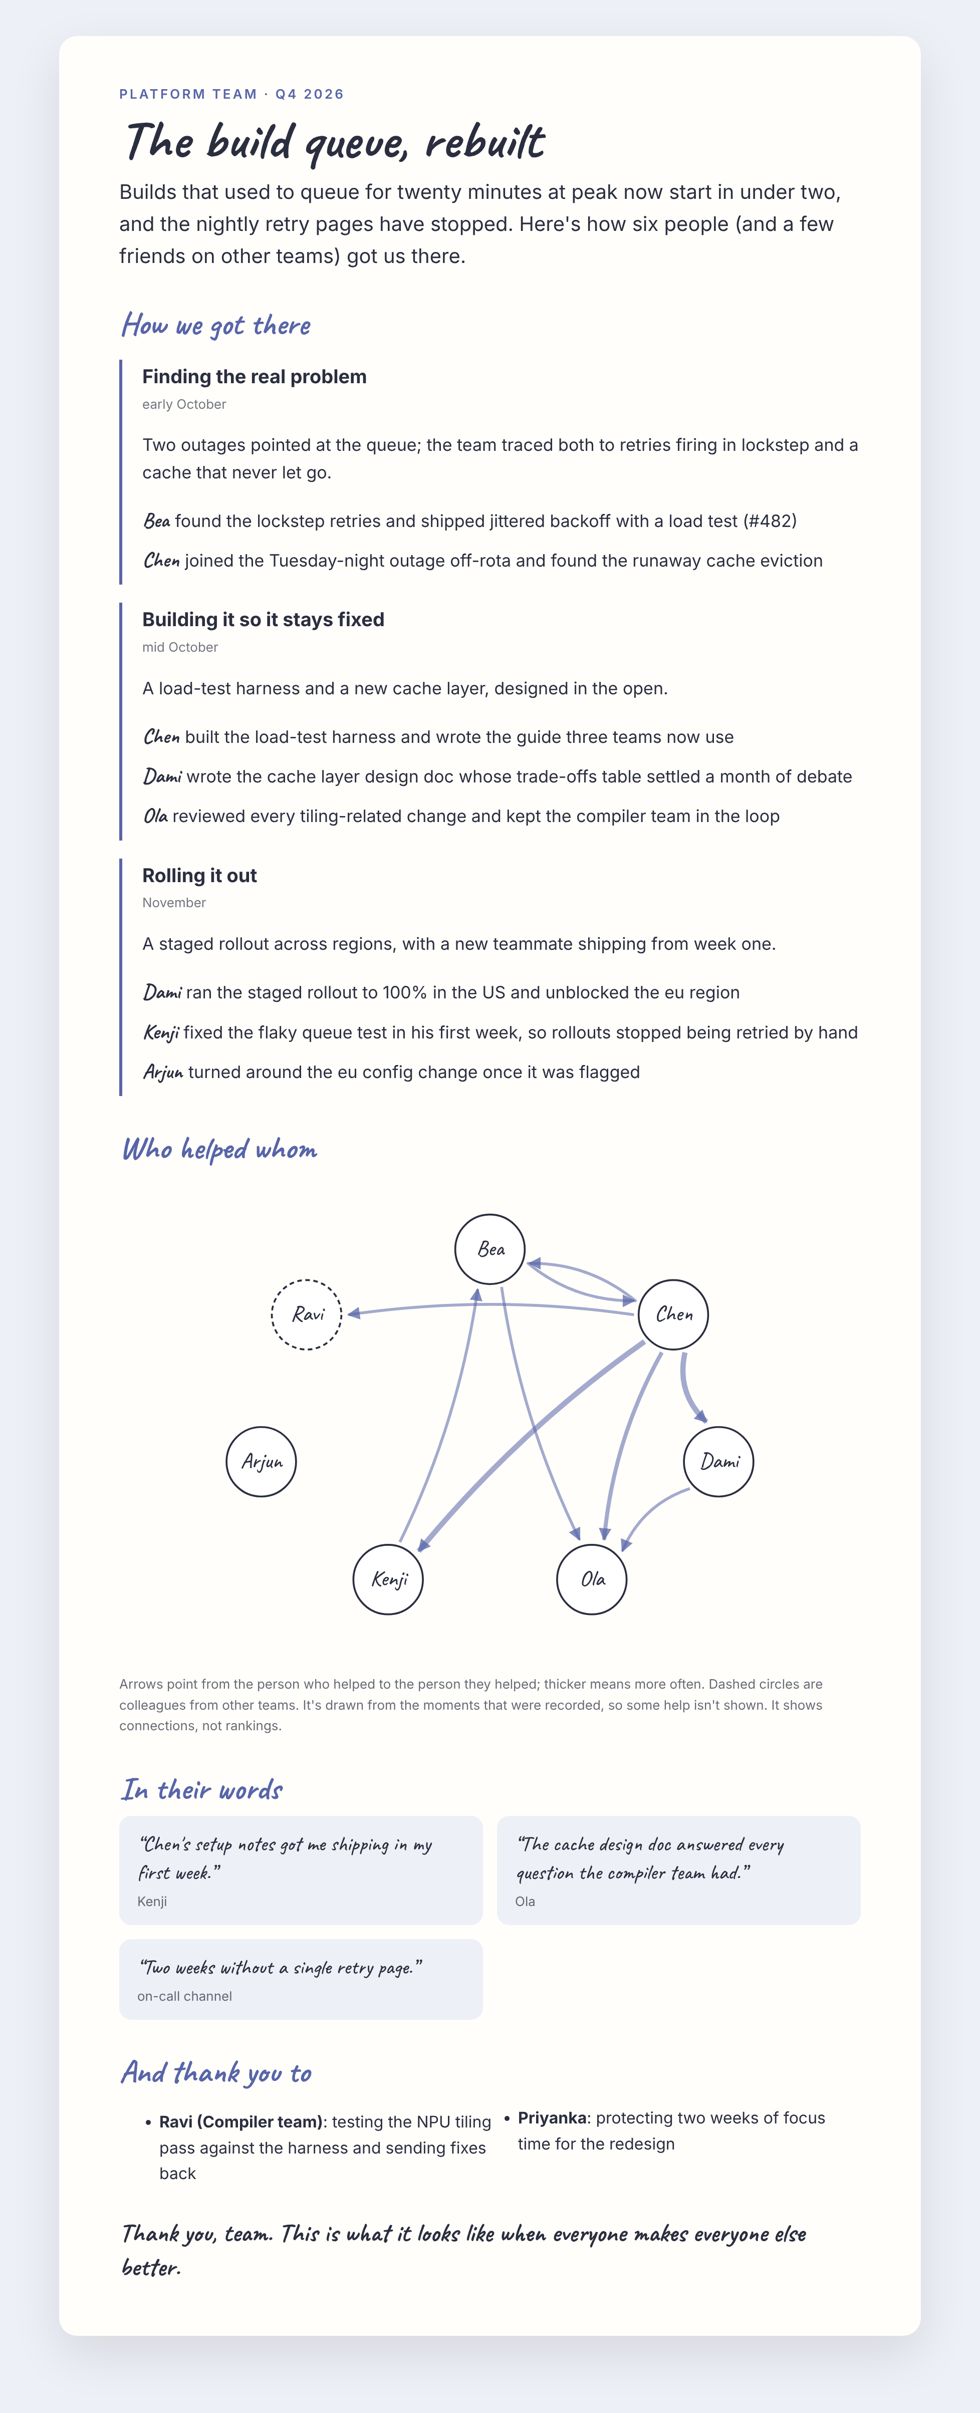 PLATFORM TEAM · Q4 2026
The build queue, rebuilt
Builds that used to queue for twenty minutes at peak now start in under two,
and the nightly retry pages have stopped. Here's how six people (and a few
friends on other teams) got us there.
How we got there
Finding the real problem
early October
Two outages pointed at the queue; the team traced both to retries firing in lockstep and a
cache that never let go.
Bea found the lockstep retries and shipped jittered backoff with a load test (#482)
Chen joined the Tuesday-night outage off-rota and found the runaway cache eviction
Building it so it stays fixed
mid October
A load-test harness and a new cache layer, designed in the open.
Chen built the load-test harness and wrote the guide three teams now use
Dami wrote the cache layer design doc whose trade-offs table settled a month of debate
Ola reviewed every tiling-related change and kept the compiler team in the loop
Rolling it out
November
A staged rollout across regions, with a new teammate shipping from week one.
Dami ran the staged rollout to 100% in the US and unblocked the eu region
Kenji fixed the flaky queue test in his first week, so rollouts stopped being retried by hand
Arjun turned around the eu config change once it was flagged
Who helped whom
Bea
Ravi
Chen
Arjun
Dami
Kenji
Ola
Arrows point from the person who helped to the person they helped; thicker means more often. Dashed circles are
colleagues from other teams. It's drawn from the moments that were recorded, so some help isn't shown. It shows
connections, not rankings.
In their words
“Chen's setup notes got me shipping in my
first week.”
Kenji
“The cache design doc answered every
question the compiler team had.”
Ola
“Two weeks without a single retry page.”
on-call channel
And thank you to
• Ravi (Compiler team): testing the NPU tiling
pass against the harness and sending fixes
back
• Priyanka: protecting two weeks of focus
time for the redesign
Thank you, team. This is what it looks like when everyone makes everyone else
better.